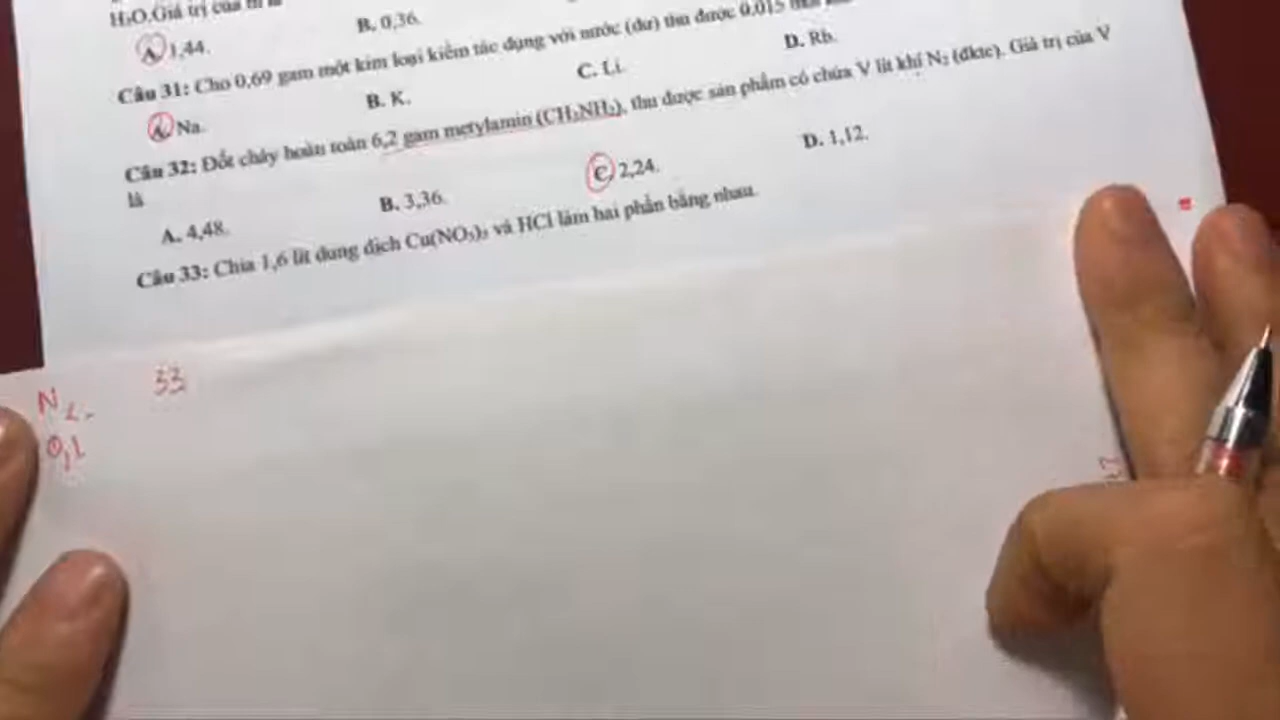 H₂O.Giá trị của m là
A. 1,44.
B. 0,36.
Câu 31: Cho 0,69 gam một kim loại kiềm tác dụng với nước (dư) thu được 0.015
A. Na.
B. K.
C. Li.
D. Rb.
Câu 32: Đốt cháy hoàn toàn 6,2 gam metylamin (CH₃NH₂), thu được sản phẩm có chứa V lít khí N₂ (đktc). Giá trị của V
là
A. 4,48.
B. 3,36.
C. 2,24.
D. 1,12.
Câu 33: Chia 1,6 lít dung dịch Cu(NO₃)₂ và HCl làm hai phần bằng nhau.
N₂
33
0,1